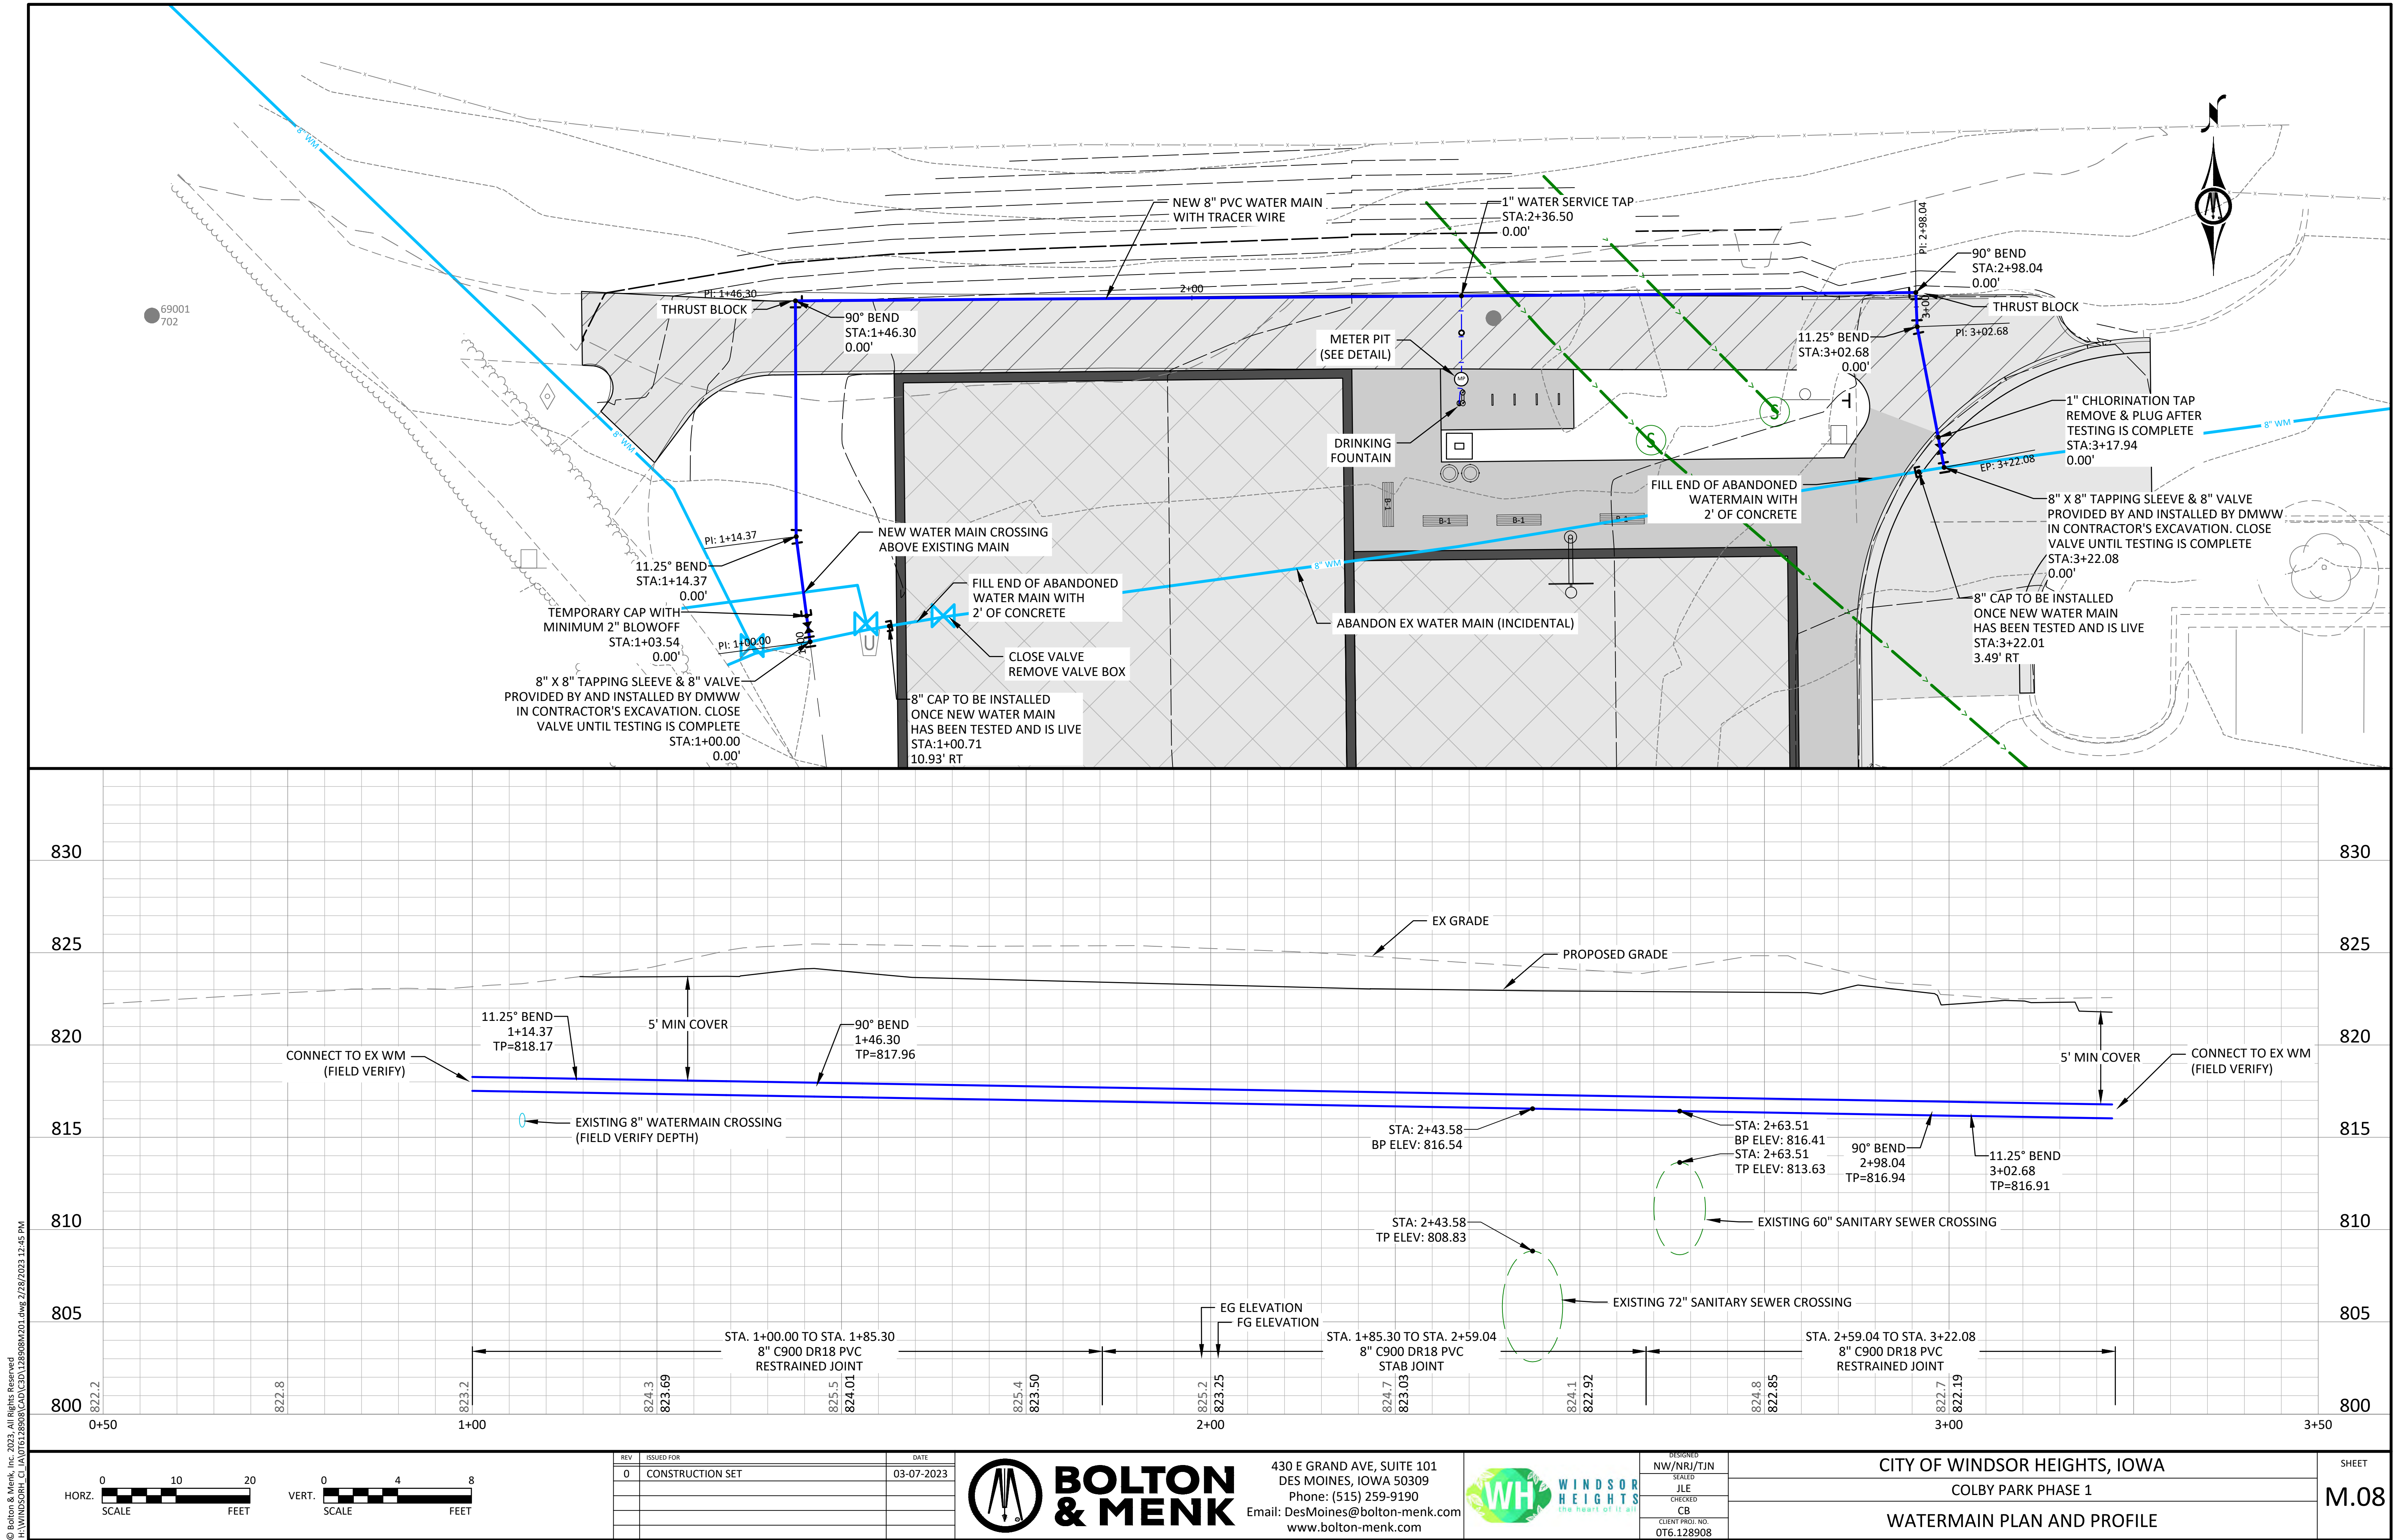 8" WM
69001
702
NEW 8" PVC WATER MAIN
WITH TRACER WIRE
1" WATER SERVICE TAP
STA:2+36.50
0.00'
PI: 2+98.04
90° BEND
STA:2+98.04
0.00'
PI: 1+46.30
THRUST BLOCK
2+00
90° BEND
STA:1+46.30
0.00'
THRUST BLOCK
3+00
PI: 3+02.68
METER PIT
(SEE DETAIL)
11.25° BEND
STA:3+02.68
0.00'
MP
1" CHLORINATION TAP
REMOVE & PLUG AFTER
TESTING IS COMPLETE
STA:3+17.94
0.00'
8" WM
8" WM
S
S
DRINKING
FOUNTAIN
EP: 3+22.08
FILL END OF ABANDONED
WATERMAIN WITH
2' OF CONCRETE
8" X 8" TAPPING SLEEVE & 8" VALVE
PROVIDED BY AND INSTALLED BY DMWW
IN CONTRACTOR'S EXCAVATION. CLOSE
VALVE UNTIL TESTING IS COMPLETE
STA:3+22.08
0.00'
B-1
B-1
B-1
B-1
NEW WATER MAIN CROSSING
ABOVE EXISTING MAIN
PI: 1+14.37
11.25° BEND
STA:1+14.37
0.00'
8" WM
FILL END OF ABANDONED
WATER MAIN WITH
2' OF CONCRETE
ABANDON EX WATER MAIN (INCIDENTAL)
TEMPORARY CAP WITH
MINIMUM 2" BLOWOFF
STA:1+03.54
0.00'
PI: 1+00.00
1+00
CLOSE VALVE
REMOVE VALVE BOX
8" CAP TO BE INSTALLED
ONCE NEW WATER MAIN
HAS BEEN TESTED AND IS LIVE
STA:3+22.01
3.49' RT
8" X 8" TAPPING SLEEVE & 8" VALVE
PROVIDED BY AND INSTALLED BY DMWW
IN CONTRACTOR'S EXCAVATION. CLOSE
VALVE UNTIL TESTING IS COMPLETE
STA:1+00.00
0.00'
8" CAP TO BE INSTALLED
ONCE NEW WATER MAIN
HAS BEEN TESTED AND IS LIVE
STA:1+00.71
10.93' RT
830
830
EX GRADE
825
825
PROPOSED GRADE
11.25° BEND
1+14.37
TP=818.17
5' MIN COVER
90° BEND
1+46.30
TP=817.96
820
820
CONNECT TO EX WM
(FIELD VERIFY)
5' MIN COVER
CONNECT TO EX WM
(FIELD VERIFY)
815
815
EXISTING 8" WATERMAIN CROSSING
(FIELD VERIFY DEPTH)
STA: 2+43.58
BP ELEV: 816.54
STA: 2+63.51
BP ELEV: 816.41
STA: 2+63.51
TP ELEV: 813.63
90° BEND
2+98.04
TP=816.94
11.25° BEND
3+02.68
TP=816.91
810
810
STA: 2+43.58
TP ELEV: 808.83
EXISTING 60" SANITARY SEWER CROSSING
805
805
EG ELEVATION
FG ELEVATION
EXISTING 72" SANITARY SEWER CROSSING
STA. 1+00.00 TO STA. 1+85.30
8" C900 DR18 PVC
RESTRAINED JOINT
STA. 1+85.30 TO STA. 2+59.04
8" C900 DR18 PVC
STAB JOINT
STA. 2+59.04 TO STA. 3+22.08
8" C900 DR18 PVC
RESTRAINED JOINT
822.2
822.8
823.2
824.3
823.69
825.5
824.01
825.4
823.50
825.2
823.25
824.7
823.03
824.1
822.92
824.8
822.85
822.7
822.19
800
800
0+50
1+00
2+00
3+00
3+50
© Bolton & Menk, Inc. 2023, All Rights Reserved
H:\WINDSORH_CI_IA\0T6128908\CAD\C3D\128908M201.dwg 2/28/2023 12:45 PM
HORZ.
0 10 20
SCALE FEET
VERT.
0 4 8
SCALE FEET
REV ISSUED FOR DATE
0 CONSTRUCTION SET 03-07-2023
BOLTON
& MENK
430 E GRAND AVE, SUITE 101
DES MOINES, IOWA 50309
Phone: (515) 259-9190
Email: DesMoines@bolton-menk.com
www.bolton-menk.com
WH
WINDSOR
HEIGHTS
the heart of it all
DESIGNED
NW/NRJ/TJN
SEALED
JLE
CHECKED
CB
CLIENT PROJ. NO.
0T6.128908
CITY OF WINDSOR HEIGHTS, IOWA
COLBY PARK PHASE 1
WATERMAIN PLAN AND PROFILE
SHEET
M.08